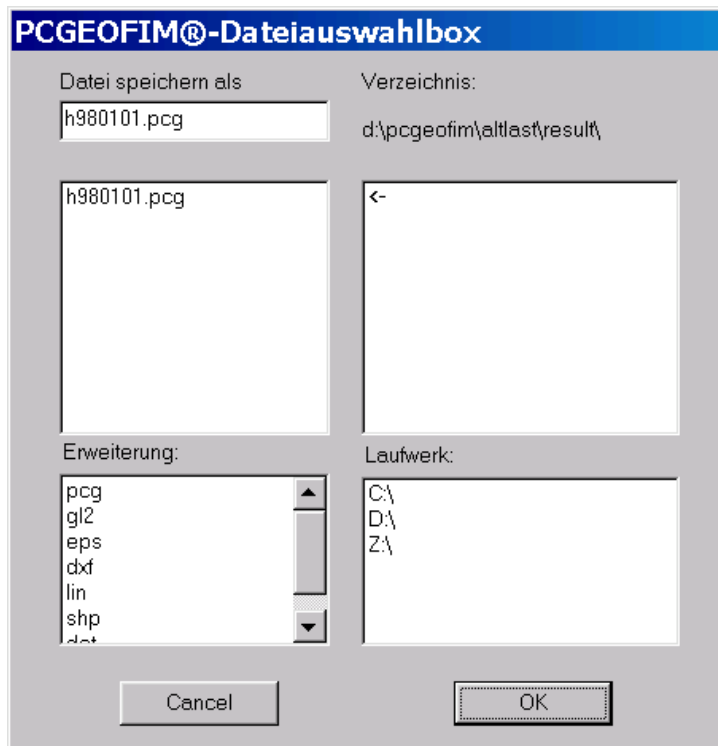 PCGEOFIM®-Dateiauswahlbox
Datei speichern als
h980101.pcg
Verzeichnis:
d:\pcgeofim\altlast\result\
h980101.pcg
<-
Erweiterung:
pcg
gl2
eps
dxf
lin
shp
Laufwerk:
C:\
D:\
Z:\
Cancel
OK